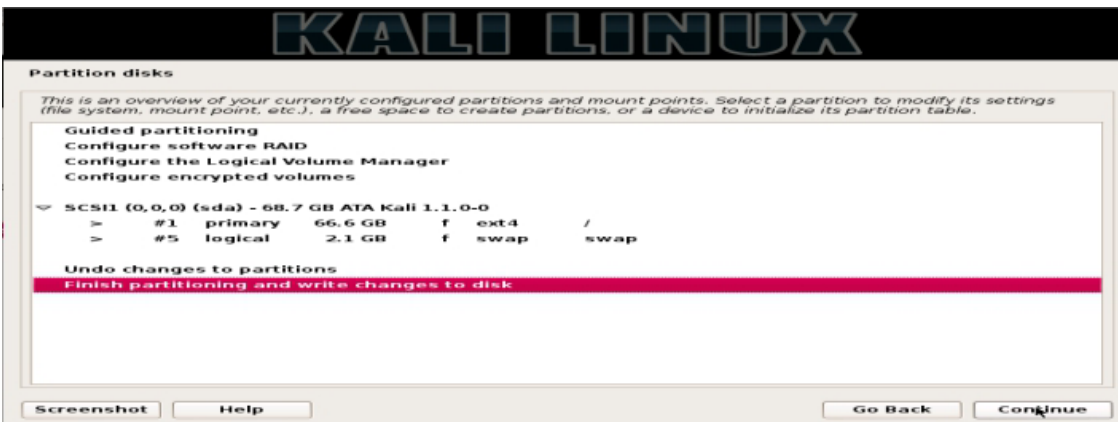 KALI LINUX
Partition disks
This is an overview of your currently configured partitions and mount points. Select a partition to modify its settings
(file system, mount point, etc.), a free space to create partitions, or a device to initialize its partition table.
Guided partitioning
Configure software RAID
Configure the Logical Volume Manager
Configure encrypted volumes
SCSI1 (0,0,0) (sda) - 68.7 GB ATA Kali 1.1.0-0
> #1 primary 66.6 GB f ext4 /
> #5 logical 2.1 GB f swap swap
Undo changes to partitions
Finish partitioning and write changes to disk
Screenshot Help Go Back Continue